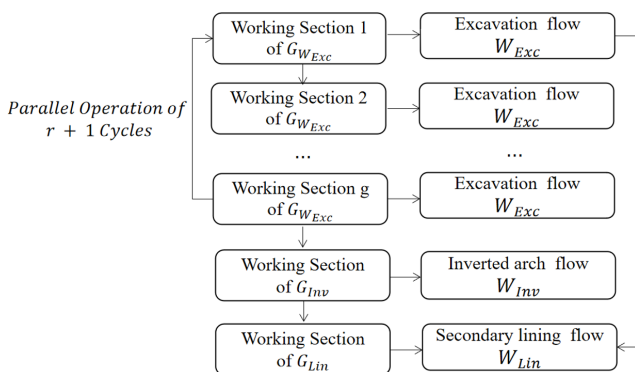 Working Section 1
of G_{W_{Exc}}
Excavation flow
W_{Exc}
Parallel Operation of
r + 1 Cycles
Working Section 2
of G_{W_{Exc}}
Excavation flow
W_{Exc}
...
...
Working Section g
of G_{W_{Exc}}
Excavation flow
W_{Exc}
Working Section
of G_{Inv}
Inverted arch flow
W_{Inv}
Working Section
of G_{Lin}
Secondary lining flow
W_{Lin}